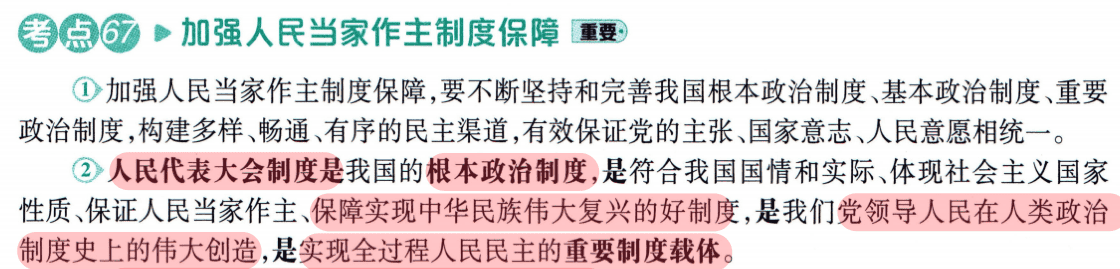 考点67 ▶ 加强人民当家作主制度保障 重要
①加强人民当家作主制度保障,要不断坚持和完善我国根本政治制度、基本政治制度、重要
政治制度,构建多样、畅通、有序的民主渠道,有效保证党的主张、国家意志、人民意愿相统一。
②人民代表大会制度是我国的根本政治制度,是符合我国国情和实际、体现社会主义国家
性质、保证人民当家作主、保障实现中华民族伟大复兴的好制度,是我们党领导人民在人类政治
制度史上的伟大创造,是实现全过程人民民主的重要制度载体。